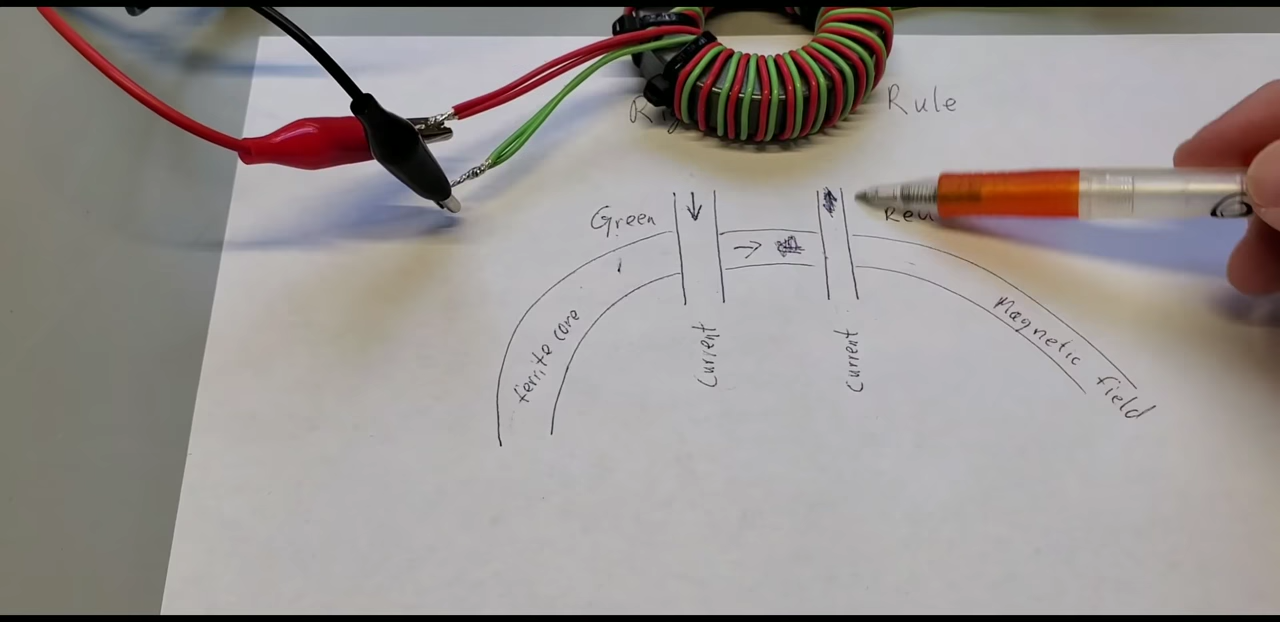 Rule
Green
Current
Current
ferrite core
Magnetic field